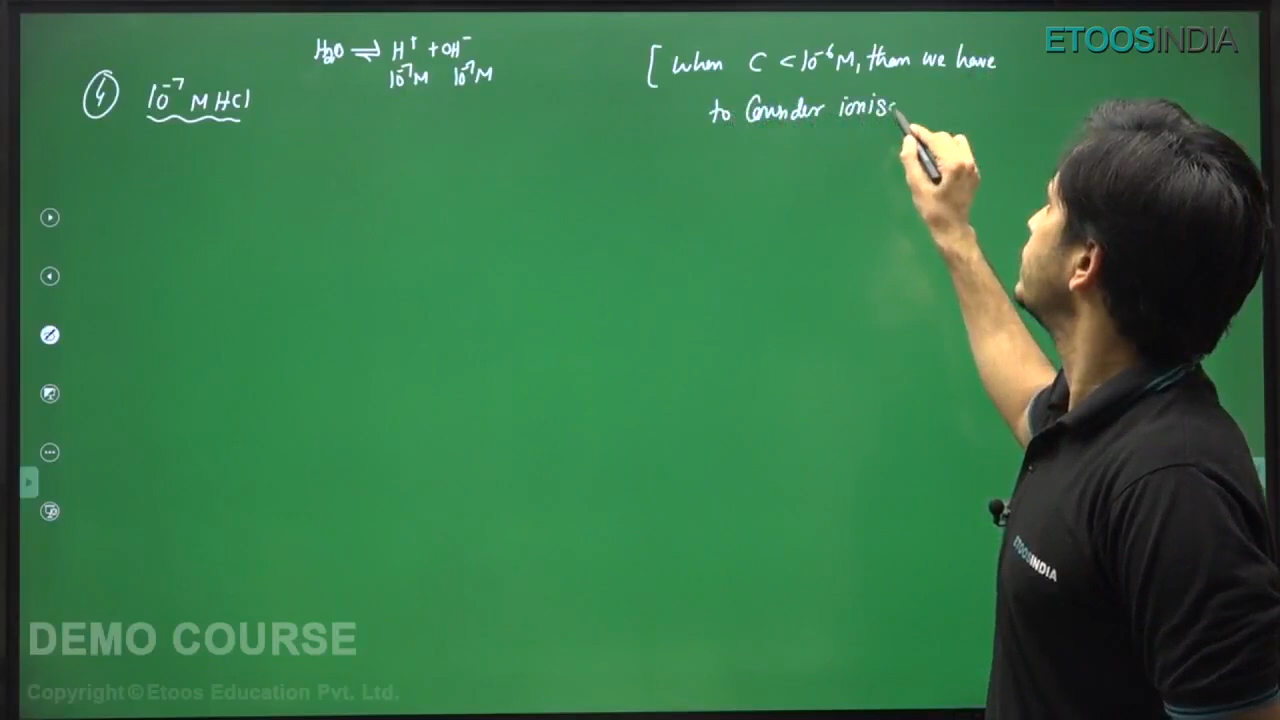 ETOOSINDIA
H₂O ⇌ H⁺ + OH⁻
10⁻⁷M 10⁻⁷M
④ 10⁻⁷ M HCl
[ When C < 10⁻⁶ M, then we have
to Consider ionis
ETOOSINDIA
DEMO COURSE
Copyright © Etoos Education Pvt. Ltd.